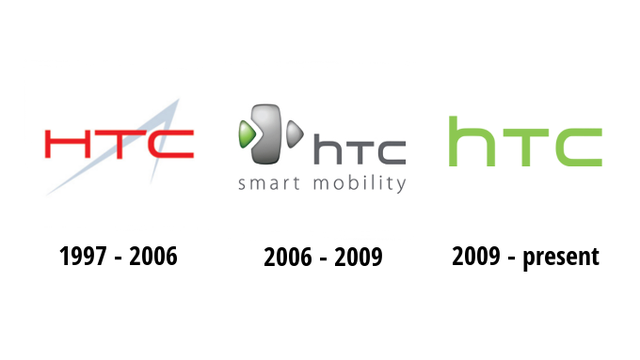 HTC
1997 - 2006
hTC
smart mobility
2006 - 2009
hTC
2009 - present